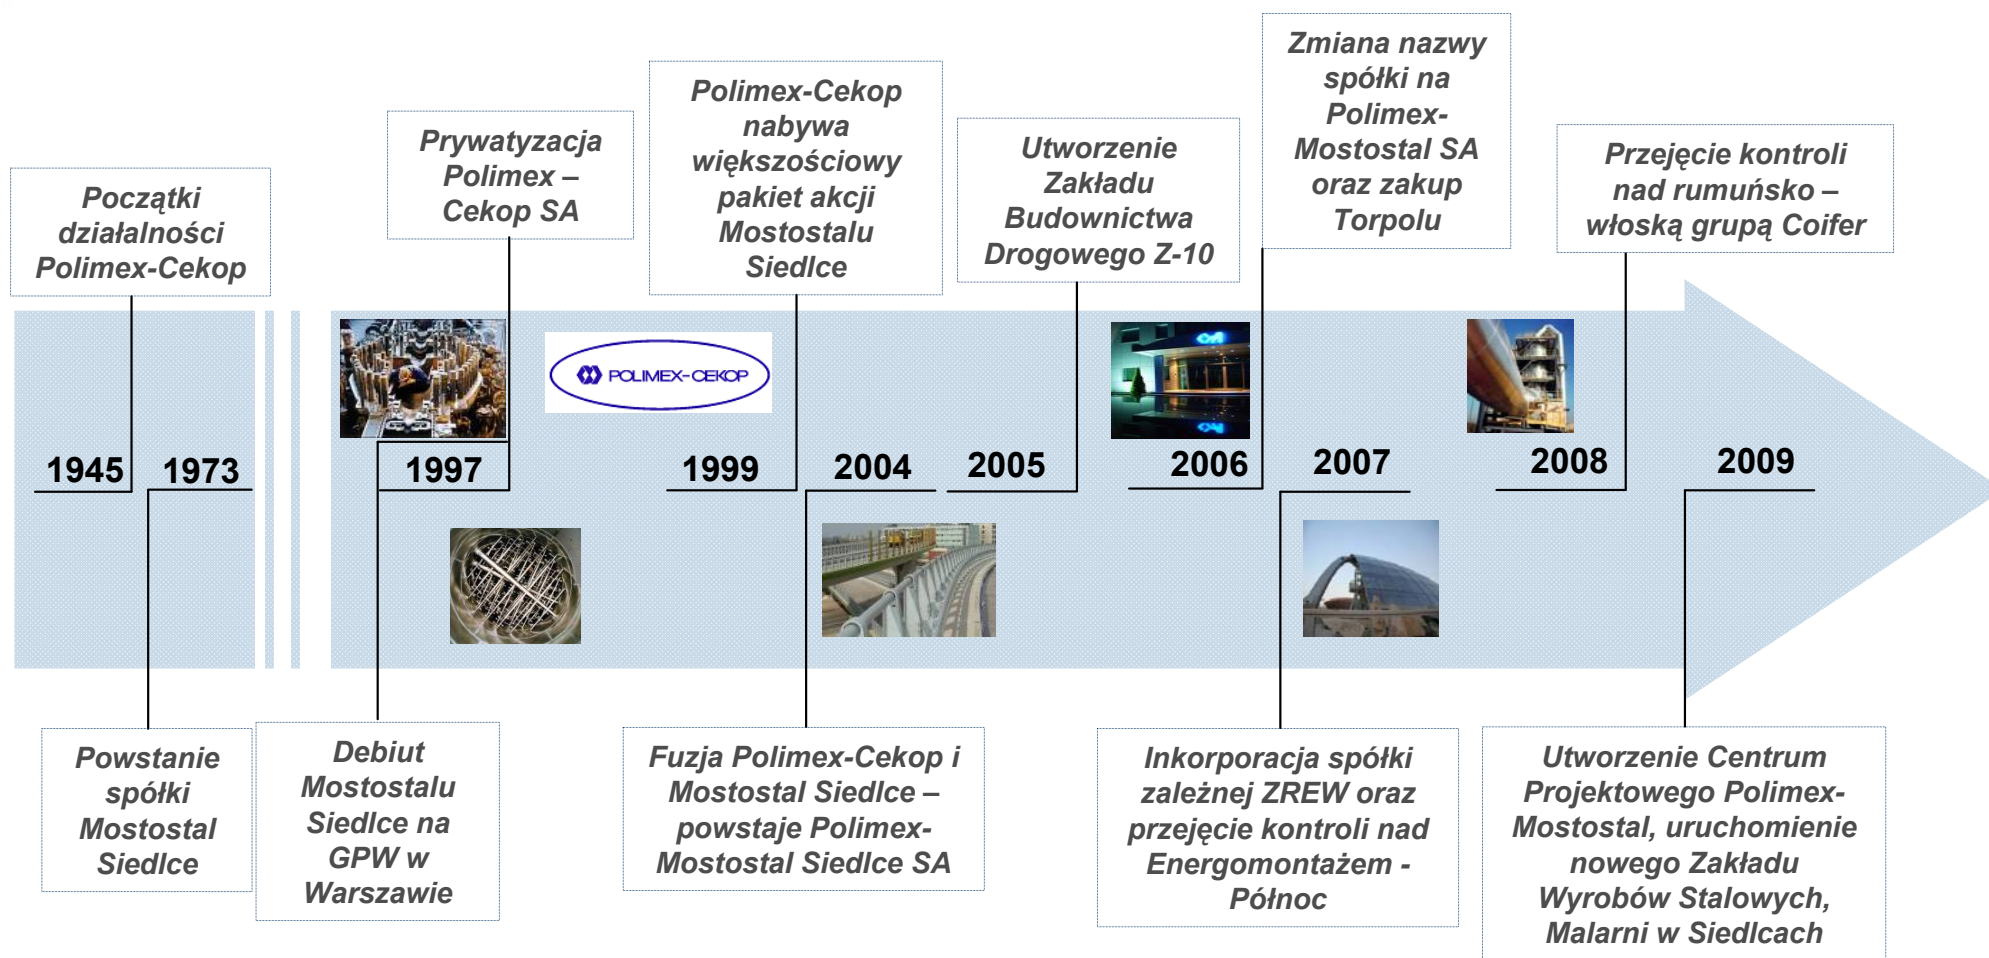 Początki
działalności
Polimex-Cekop
1945
1973
Powstanie
spółki
Mostostal
Siedlce
Prywatyzacja
Polimex –
Cekop SA
1997
Debiut
Mostostalu
Siedlce na
GPW w
Warszawie
POLIMEX-CEKOP
Polimex-Cekop
nabywa
większościowy
pakiet akcji
Mostostalu
Siedlce
1999
2004
Fuzja Polimex-Cekop i
Mostostal Siedlce –
powstaje Polimex-
Mostostal Siedlce SA
Utworzenie
Zakładu
Budownictwa
Drogowego Z-10
2005
Zmiana nazwy
spółki na
Polimex-
Mostostal SA
oraz zakup
Torpolu
2006
2007
Inkorporacja spółki
zależnej ZREW oraz
przejęcie kontroli nad
Energomontażem -
Północ
Przejęcie kontroli
nad rumuńsko –
włoską grupą Coifer
2008
2009
Utworzenie Centrum
Projektowego Polimex-
Mostostal, uruchomienie
nowego Zakładu
Wyrobów Stalowych,
Malarni w Siedlcach